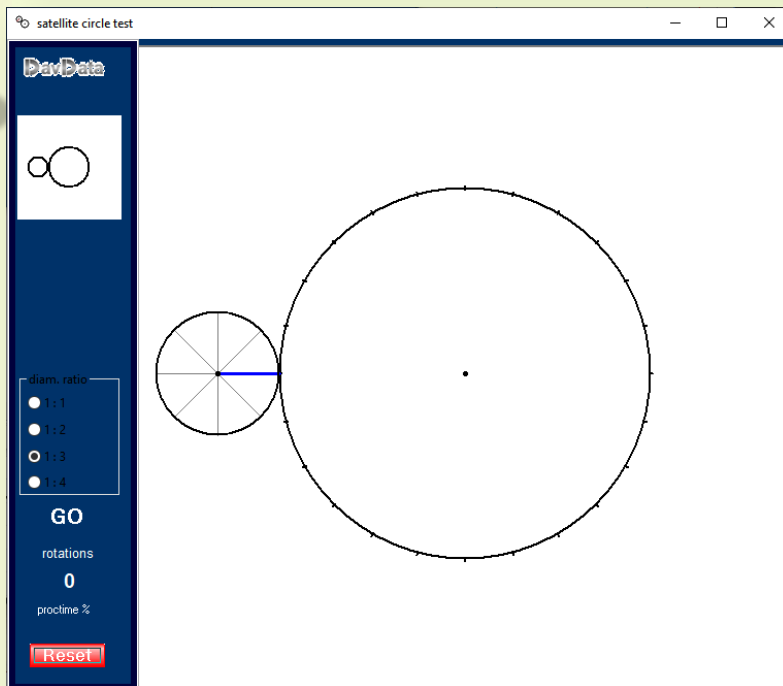 satellite circle test
DavData
diam. ratio
1 : 1
1 : 2
1 : 3
1 : 4
GO
rotations
0
proctime %
Reset